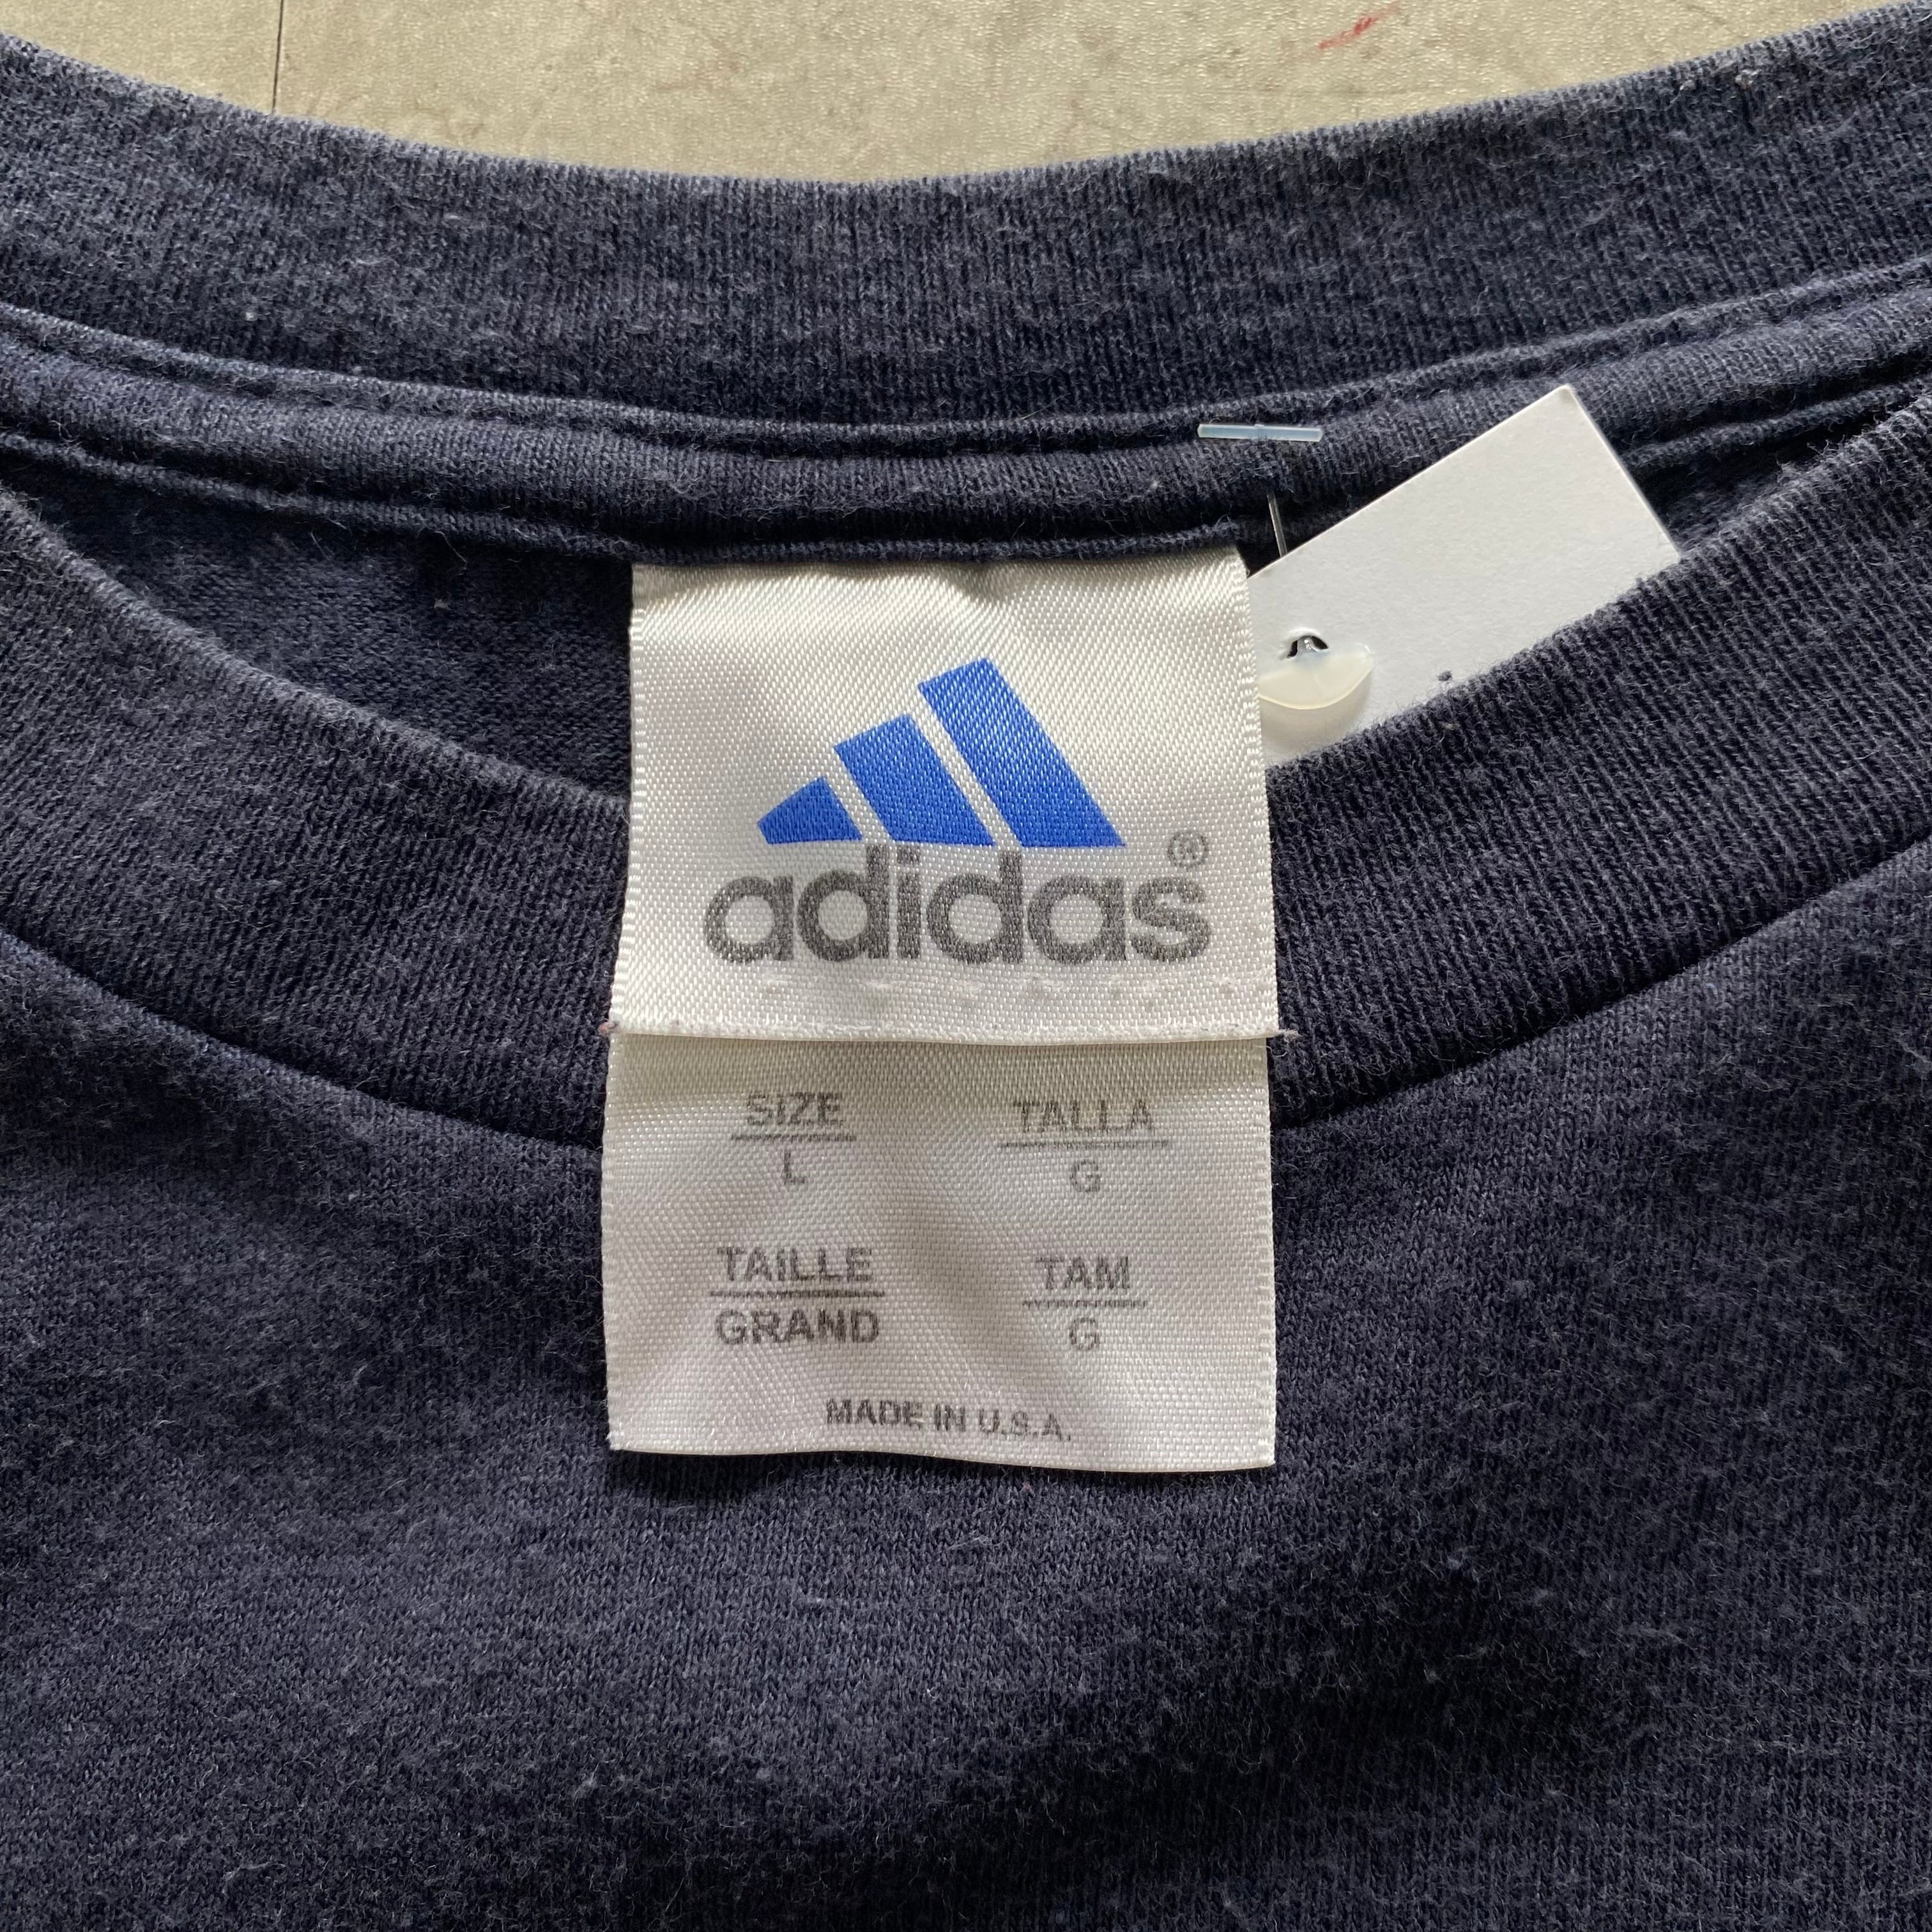 adidas®
SIZE TALLA
L G
TAILLE TAM
GRAND G
MADE IN U.S.A.